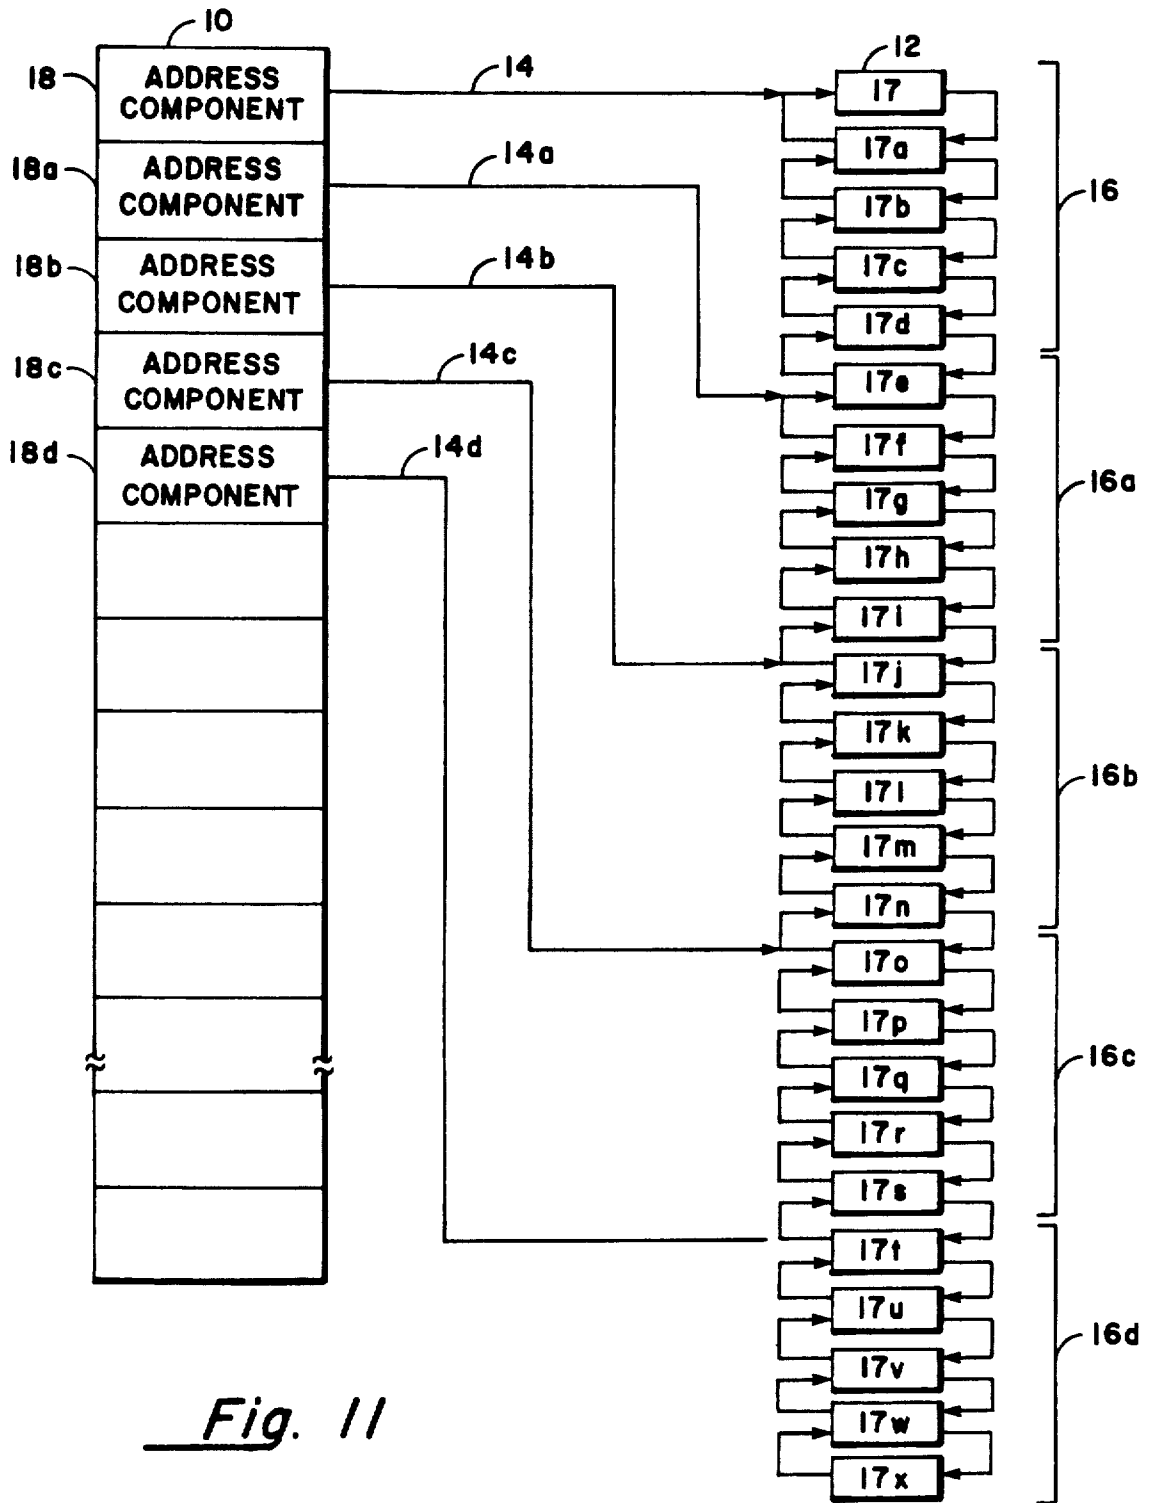 10
18
ADDRESS
COMPONENT
14
18a
ADDRESS
COMPONENT
14a
18b
ADDRESS
COMPONENT
14b
18c
ADDRESS
COMPONENT
14c
18d
ADDRESS
COMPONENT
14d
12
17
17a
17b
17c
17d
16
17e
17f
17g
17h
17i
16a
17j
17k
17l
17m
17n
16b
17o
17p
17q
17r
17s
16c
17t
17u
17v
17w
17x
16d
Fig. 11